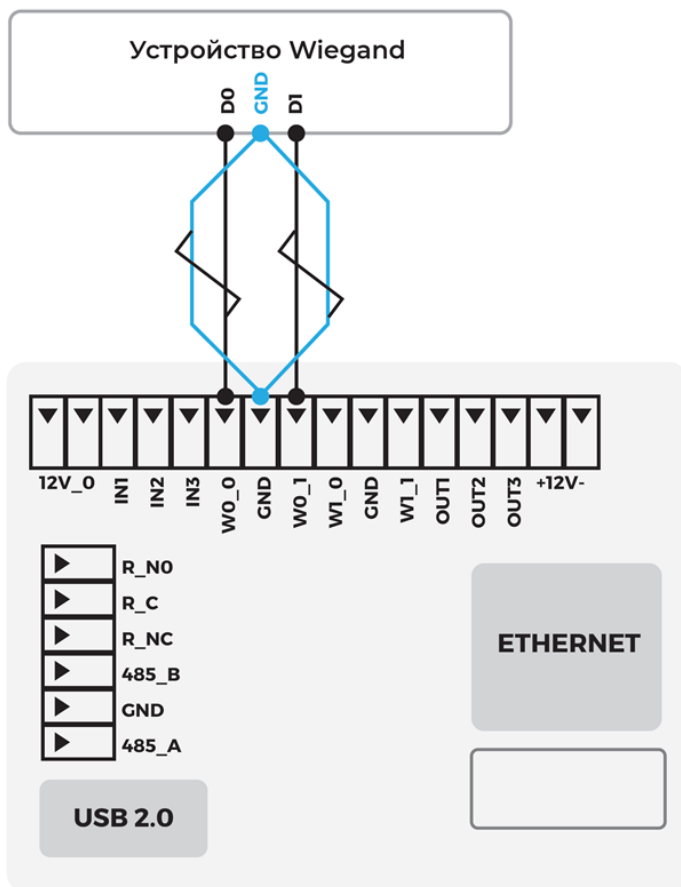 Устройство Wiegand
D0
GND
D1
12V_0
IN1
IN2
IN3
W0_0
GND
W0_1
W1_0
GND
W1_1
OUT1
OUT2
OUT3
+12V-
R_N0
R_C
R_NC
485_B
GND
485_A
ETHERNET
USB 2.0